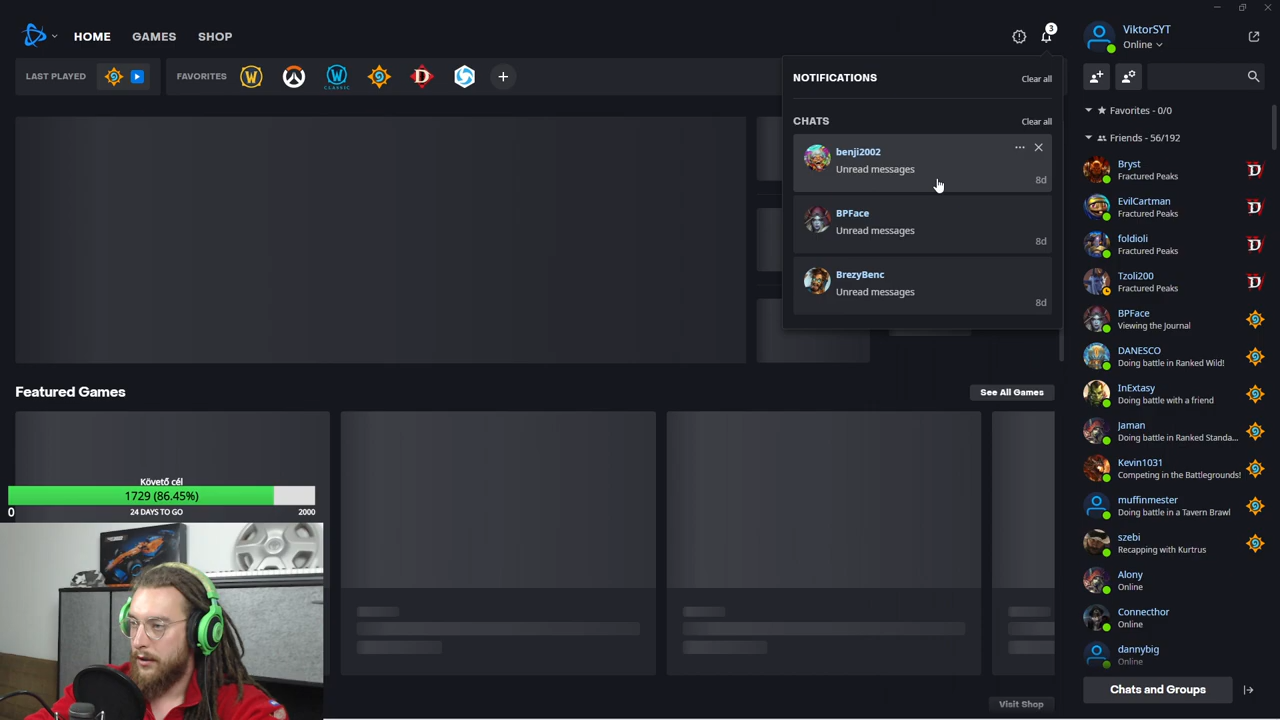 HOME GAMES SHOP
3
ViktorSYT
Online
LAST PLAYED
FAVORITES
CLASSIC
NOTIFICATIONS
Clear all
CHATS
Clear all
benji2002
Unread messages
8d
BPFace
Unread messages
8d
BrezyBenc
Unread messages
8d
Favorites - 0/0
Friends - 56/192
Bryst
Fractured Peaks
EvilCartman
Fractured Peaks
foldioli
Fractured Peaks
Tzoli200
Fractured Peaks
BPFace
Viewing the Journal
DANESCO
Doing battle in Ranked Wild!
InExtasy
Doing battle with a friend
Jaman
Doing battle in Ranked Standa...
Kevin1031
Competing in the Battlegrounds!
muffinmester
Doing battle in a Tavern Brawl
szebi
Recapping with Kurtrus
Alony
Online
Connecthor
Online
dannybig
Online
Chats and Groups
Featured Games
See All Games
Követő cél
1729 (86.45%)
0 24 DAYS TO GO 2000
Visit Shop